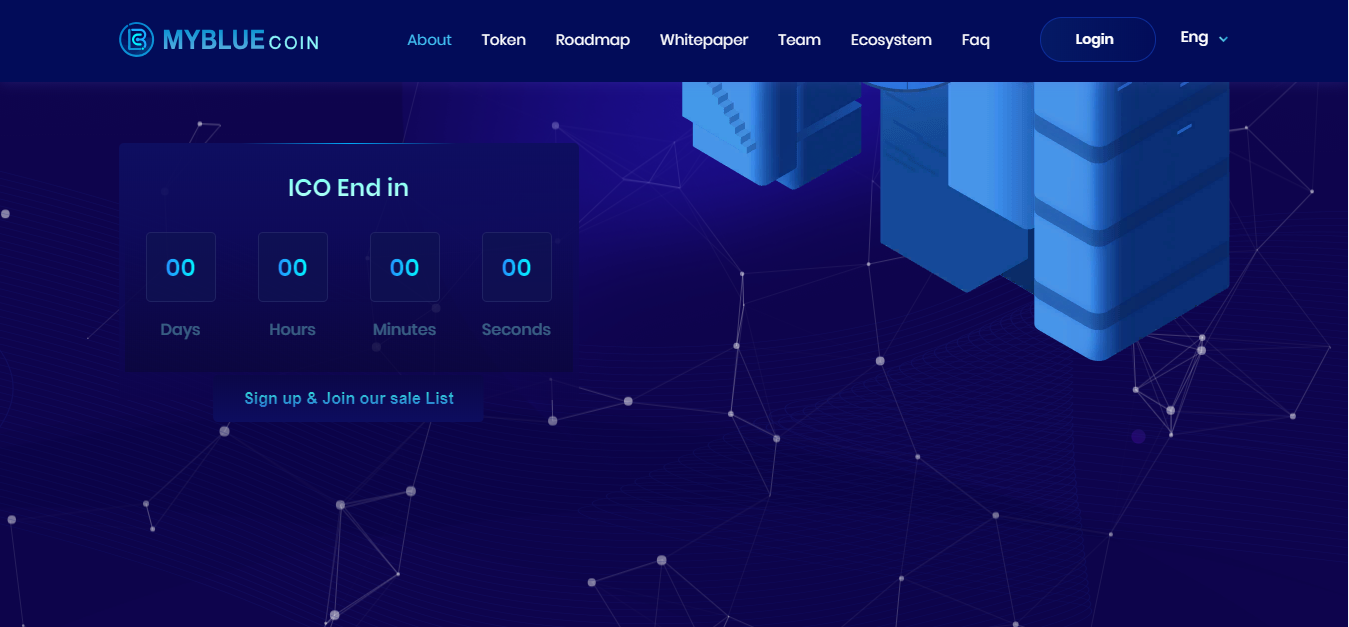 MYBLUE COIN
About Token Roadmap Whitepaper Team Ecosystem Faq Login Eng
ICO End in
00 00 00 00
Days Hours Minutes Seconds
Sign up & Join our sale List